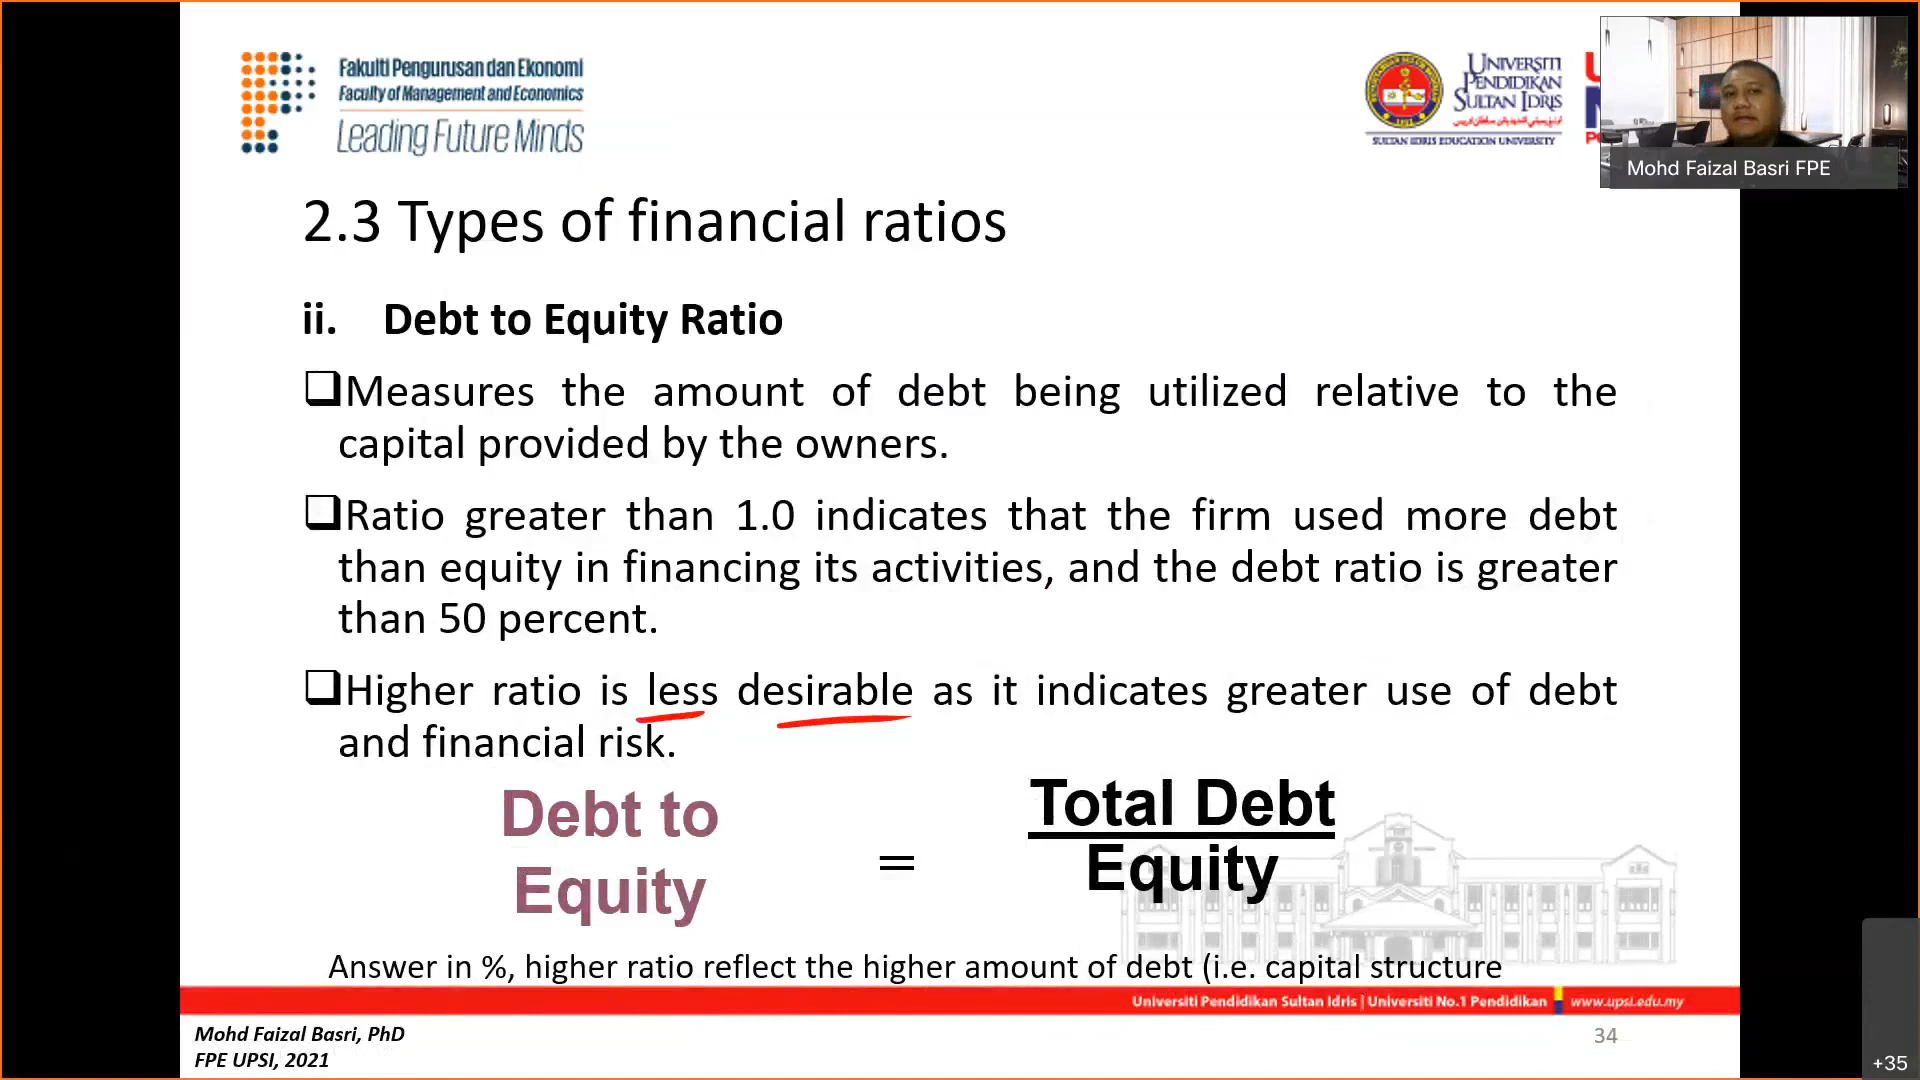 Fakulti Pengurusan dan Ekonomi
Faculty of Management and Economics
Leading Future Minds
UNIVERSITI
PENDIDIKAN
SULTAN IDRIS
SULTAN IDRIS EDUCATION UNIVERSITY
Mohd Faizal Basri FPE
2.3 Types of financial ratios
ii. Debt to Equity Ratio
❑Measures the amount of debt being utilized relative to the
capital provided by the owners.
❑Ratio greater than 1.0 indicates that the firm used more debt
than equity in financing its activities, and the debt ratio is greater
than 50 percent.
❑Higher ratio is less desirable as it indicates greater use of debt
and financial risk.
Debt to
Equity
=
Total Debt
Equity
Answer in %, higher ratio reflect the higher amount of debt (i.e. capital structure
Universiti Pendidikan Sultan Idris | Universiti No.1 Pendidikan www.upsi.edu.my
Mohd Faizal Basri, PhD
FPE UPSI, 2021
34
+35